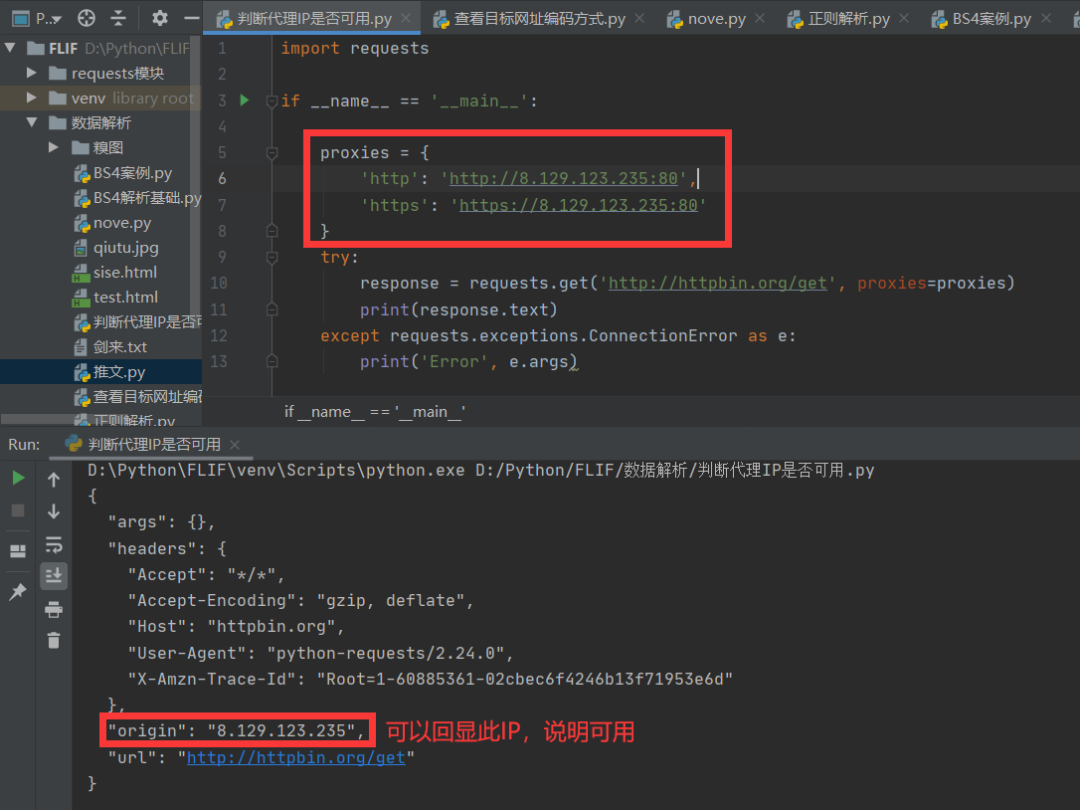 P...
判断代理IP是否可用.py
查看目标网址编码方式.py
nove.py
正则解析.py
BS4案例.py
FLIF D:\Python\FLIF
requests模块
venv library root
数据解析
糗图
BS4案例.py
BS4解析基础.py
nove.py
qiutu.jpg
sise.html
test.html
判断代理IP是否可
剑来.txt
推文.py
查看目标网址编码
正则解析.py
1 import requests
2
3 if __name__ == '__main__':
4
5 proxies = {
6 'http': 'http://8.129.123.235:80',
7 'https': 'https://8.129.123.235:80'
8 }
9 try:
10 response = requests.get('http://httpbin.org/get', proxies=proxies)
11 print(response.text)
12 except requests.exceptions.ConnectionError as e:
13 print('Error', e.args)
if __name__ == '__main__'
Run: 判断代理IP是否可用
D:\Python\FLIF\venv\Scripts\python.exe D:/Python/FLIF/数据解析/判断代理IP是否可用.py
{
"args": {},
"headers": {
"Accept": "*/*",
"Accept-Encoding": "gzip, deflate",
"Host": "httpbin.org",
"User-Agent": "python-requests/2.24.0",
"X-Amzn-Trace-Id": "Root=1-60885361-02cbec6f4246b13f71953e6d"
},
"origin": "8.129.123.235", 可以回显此IP，说明可用
"url": "http://httpbin.org/get"
}